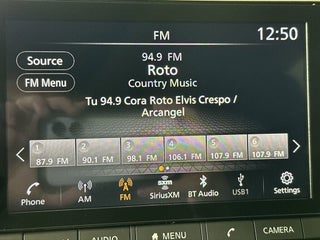 FM
12:50
Source
FM Menu
94.9 FM
Roto
Country Music
Tu 94.9 Cora Roto Elvis Crespo /
Arcangel
1 2 3 4 5 6
87.9 FM 90.1 FM 98.1 FM 106.1 FM 107.5 FM 107.9 FM
Phone
AM
FM
sxm
SiriusXM
BT Audio
USB1
Settings
AUDIO
MENU
CAMERA